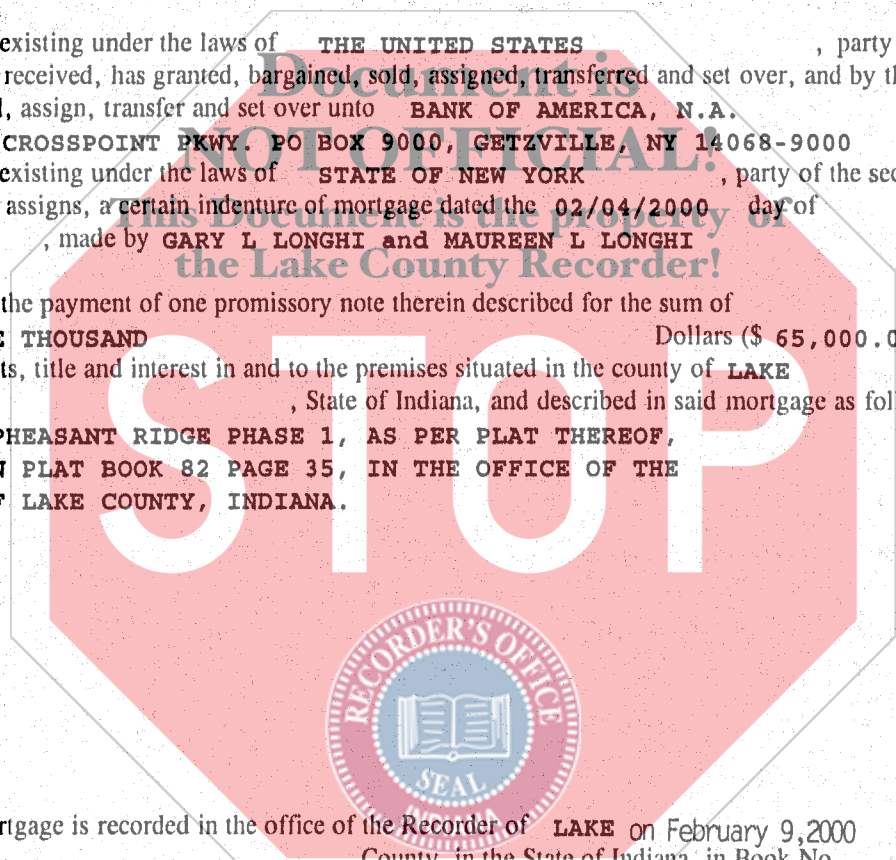 existing under the laws of THE UNITED STATES , party
received, has granted, bargained, sold, assigned, transferred and set over, and by th
, assign, transfer and set over unto BANK OF AMERICA, N.A.
CROSSPOINT PKWY. PO BOX 9000, GETZVILLE, NY 14068-9000
existing under the laws of STATE OF NEW YORK , party of the sec
assigns, a certain indenture of mortgage dated the 02/04/2000 day of
, made by GARY L LONGHI and MAUREEN L LONGHI
the payment of one promissory note therein described for the sum of
E THOUSAND Dollars ($ 65,000.0
ts, title and interest in and to the premises situated in the county of LAKE
, State of Indiana, and described in said mortgage as fol
PHEASANT RIDGE PHASE 1, AS PER PLAT THEREOF,
N PLAT BOOK 82 PAGE 35, IN THE OFFICE OF THE
F LAKE COUNTY, INDIANA.
rtgage is recorded in the office of the Recorder of LAKE on February 9,2000
County, in the State of Indiana, in Book No
Document is
NOT OFFICIAL!
This Document is the property of
the Lake County Recorder!
STOP
RECORDER'S OFFICE
SEAL
INDIANA